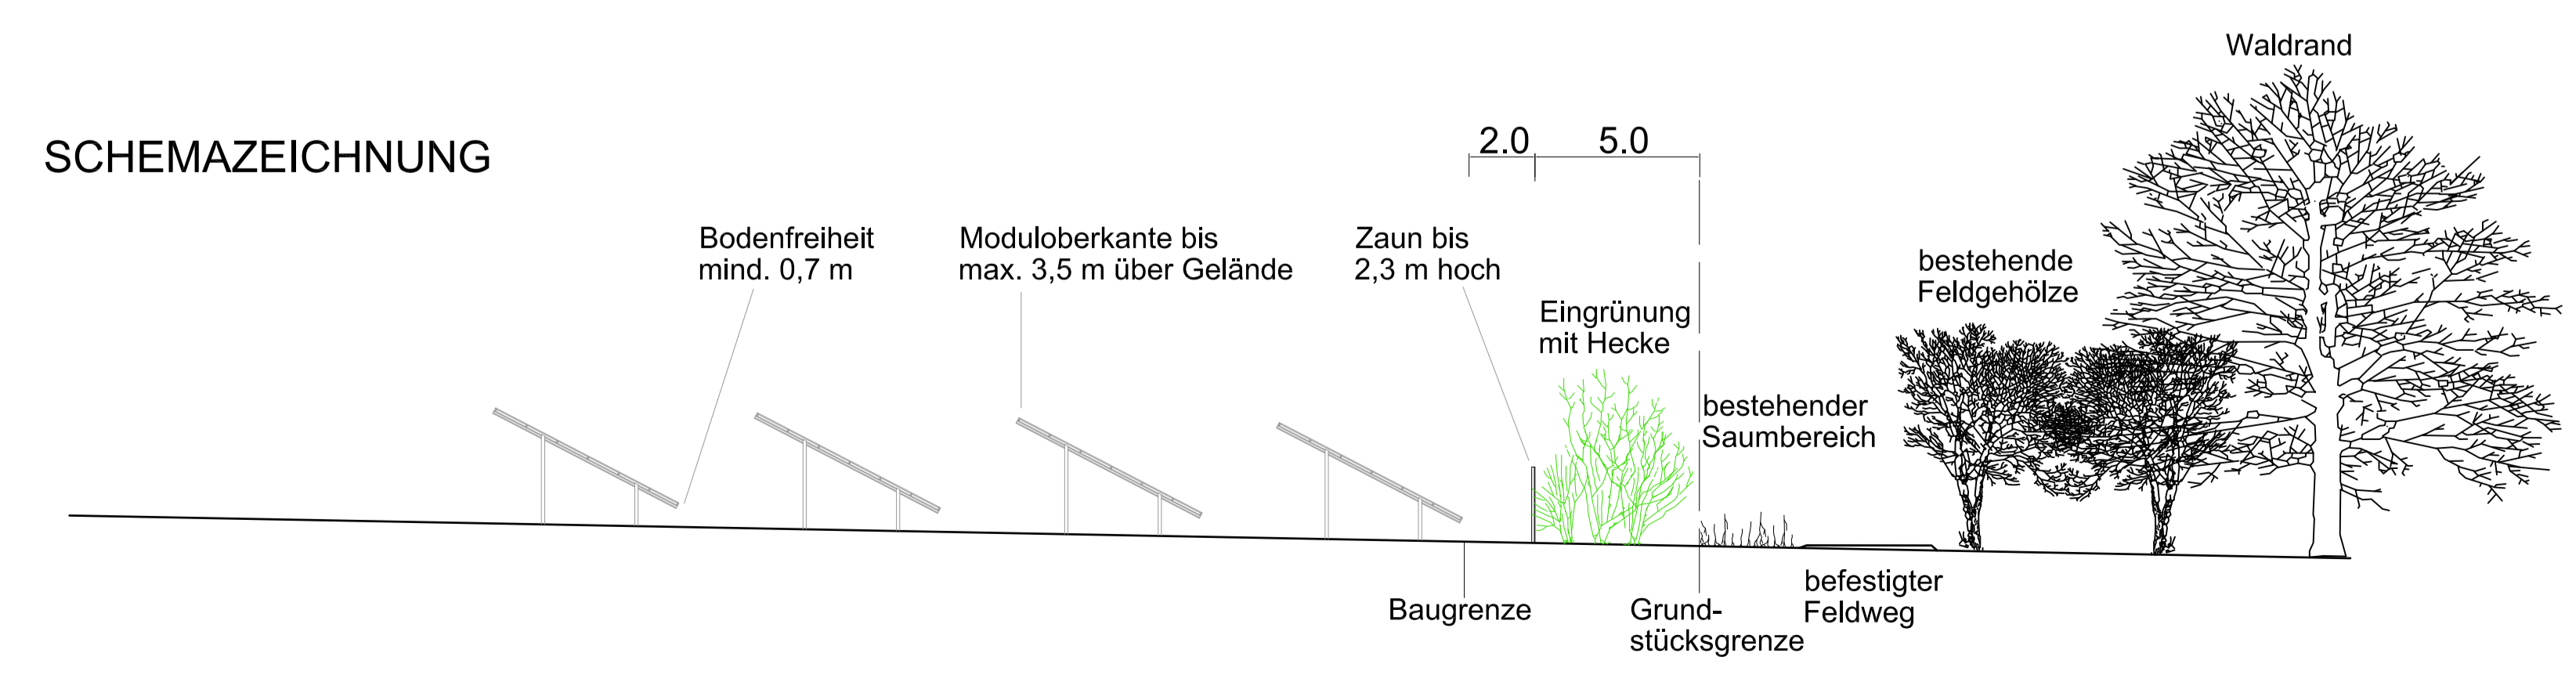 SCHEMAZEICHNUNG
Bodenfreiheit
mind. 0,7 m
Moduloberkante bis
max. 3,5 m über Gelände
Zaun bis
2,3 m hoch
2.0
5.0
Eingrünung
mit Hecke
bestehender
Saumbereich
bestehende
Feldgehölze
Waldrand
Baugrenze
Grund-
stücksgrenze
befestigter
Feldweg